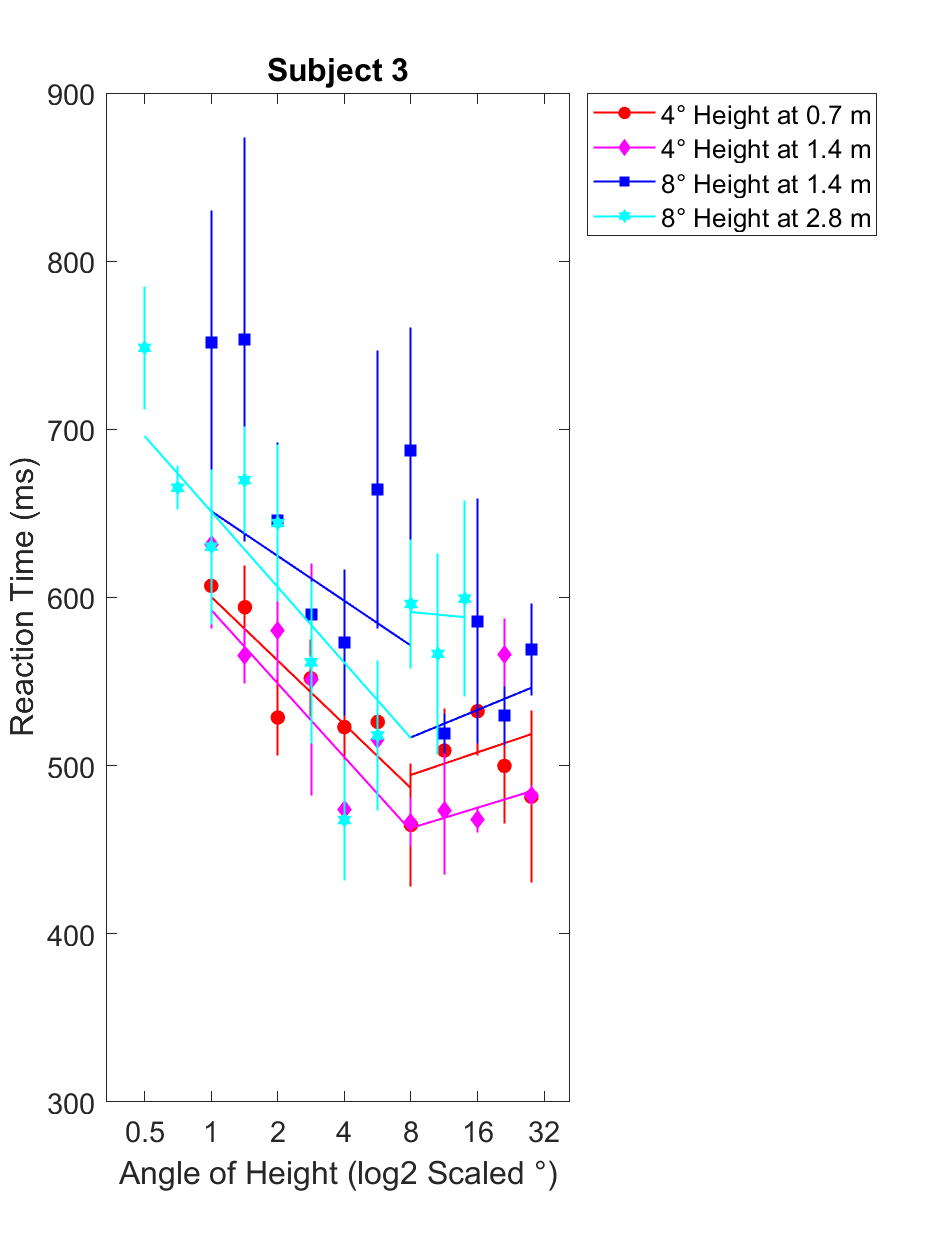 Subject 3
900
800
700
600
500
400
300
Reaction Time (ms)
0.5 1 2 4 8 16 32
Angle of Height (log2 Scaled °)
4° Height at 0.7 m
4° Height at 1.4 m
8° Height at 1.4 m
8° Height at 2.8 m